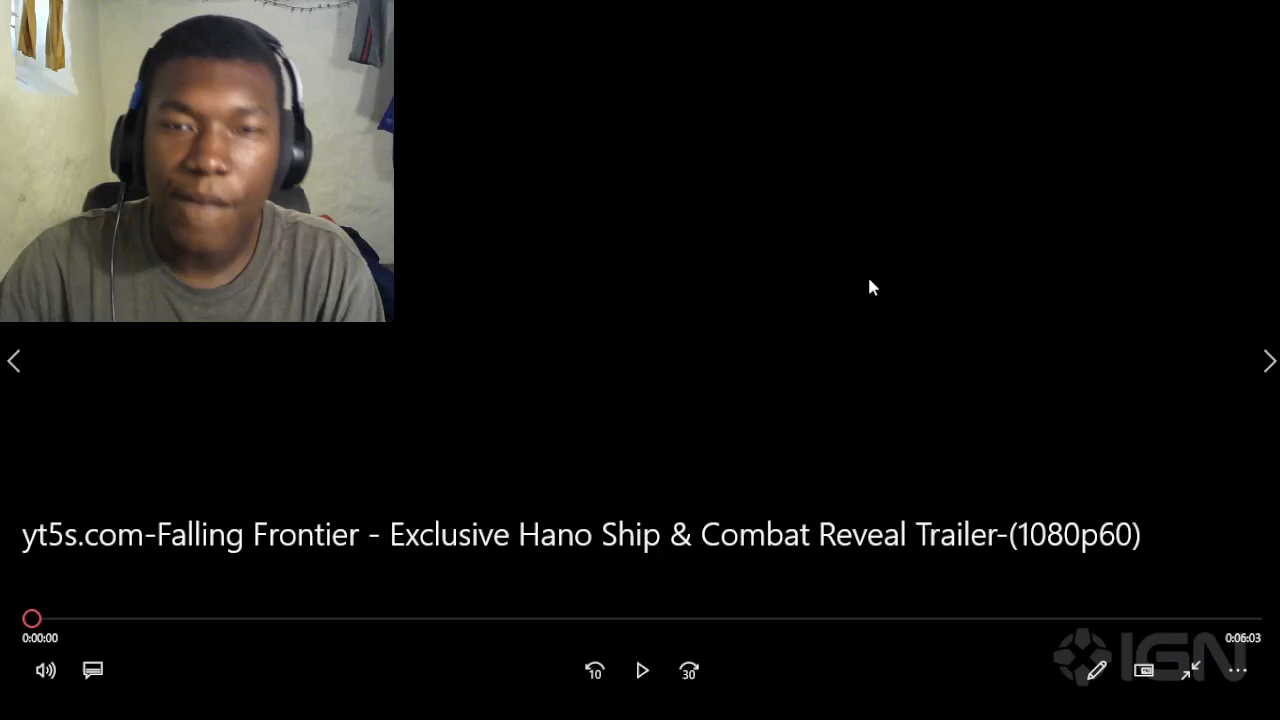 yt5s.com-Falling Frontier - Exclusive Hano Ship & Combat Reveal Trailer-(1080p60)
0:00:00
0:06:03
10
30
IGN